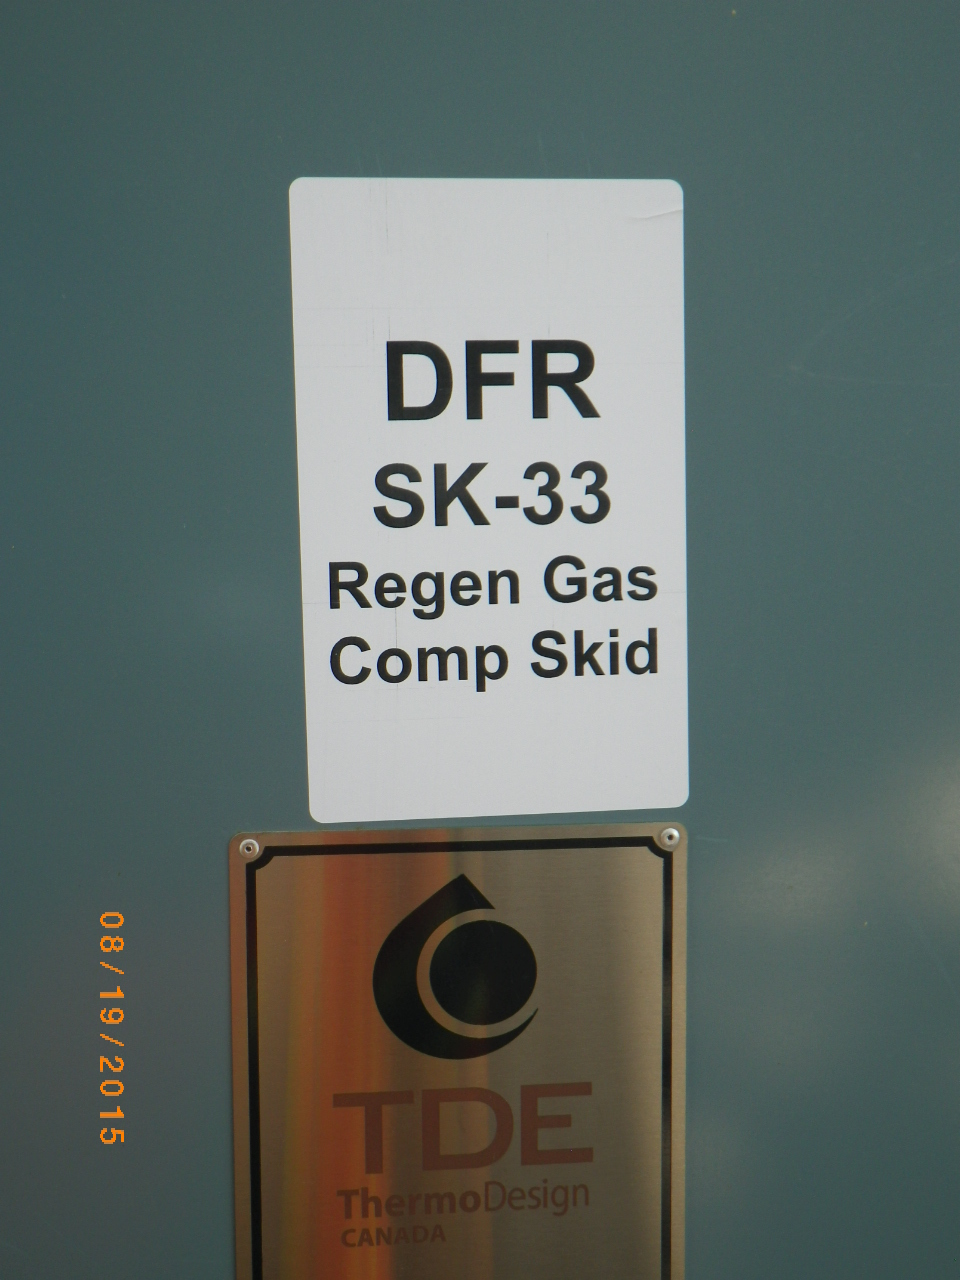 DFR
SK-33
Regen Gas
Comp Skid
TDE
ThermoDesign
CANADA
08/19/2015